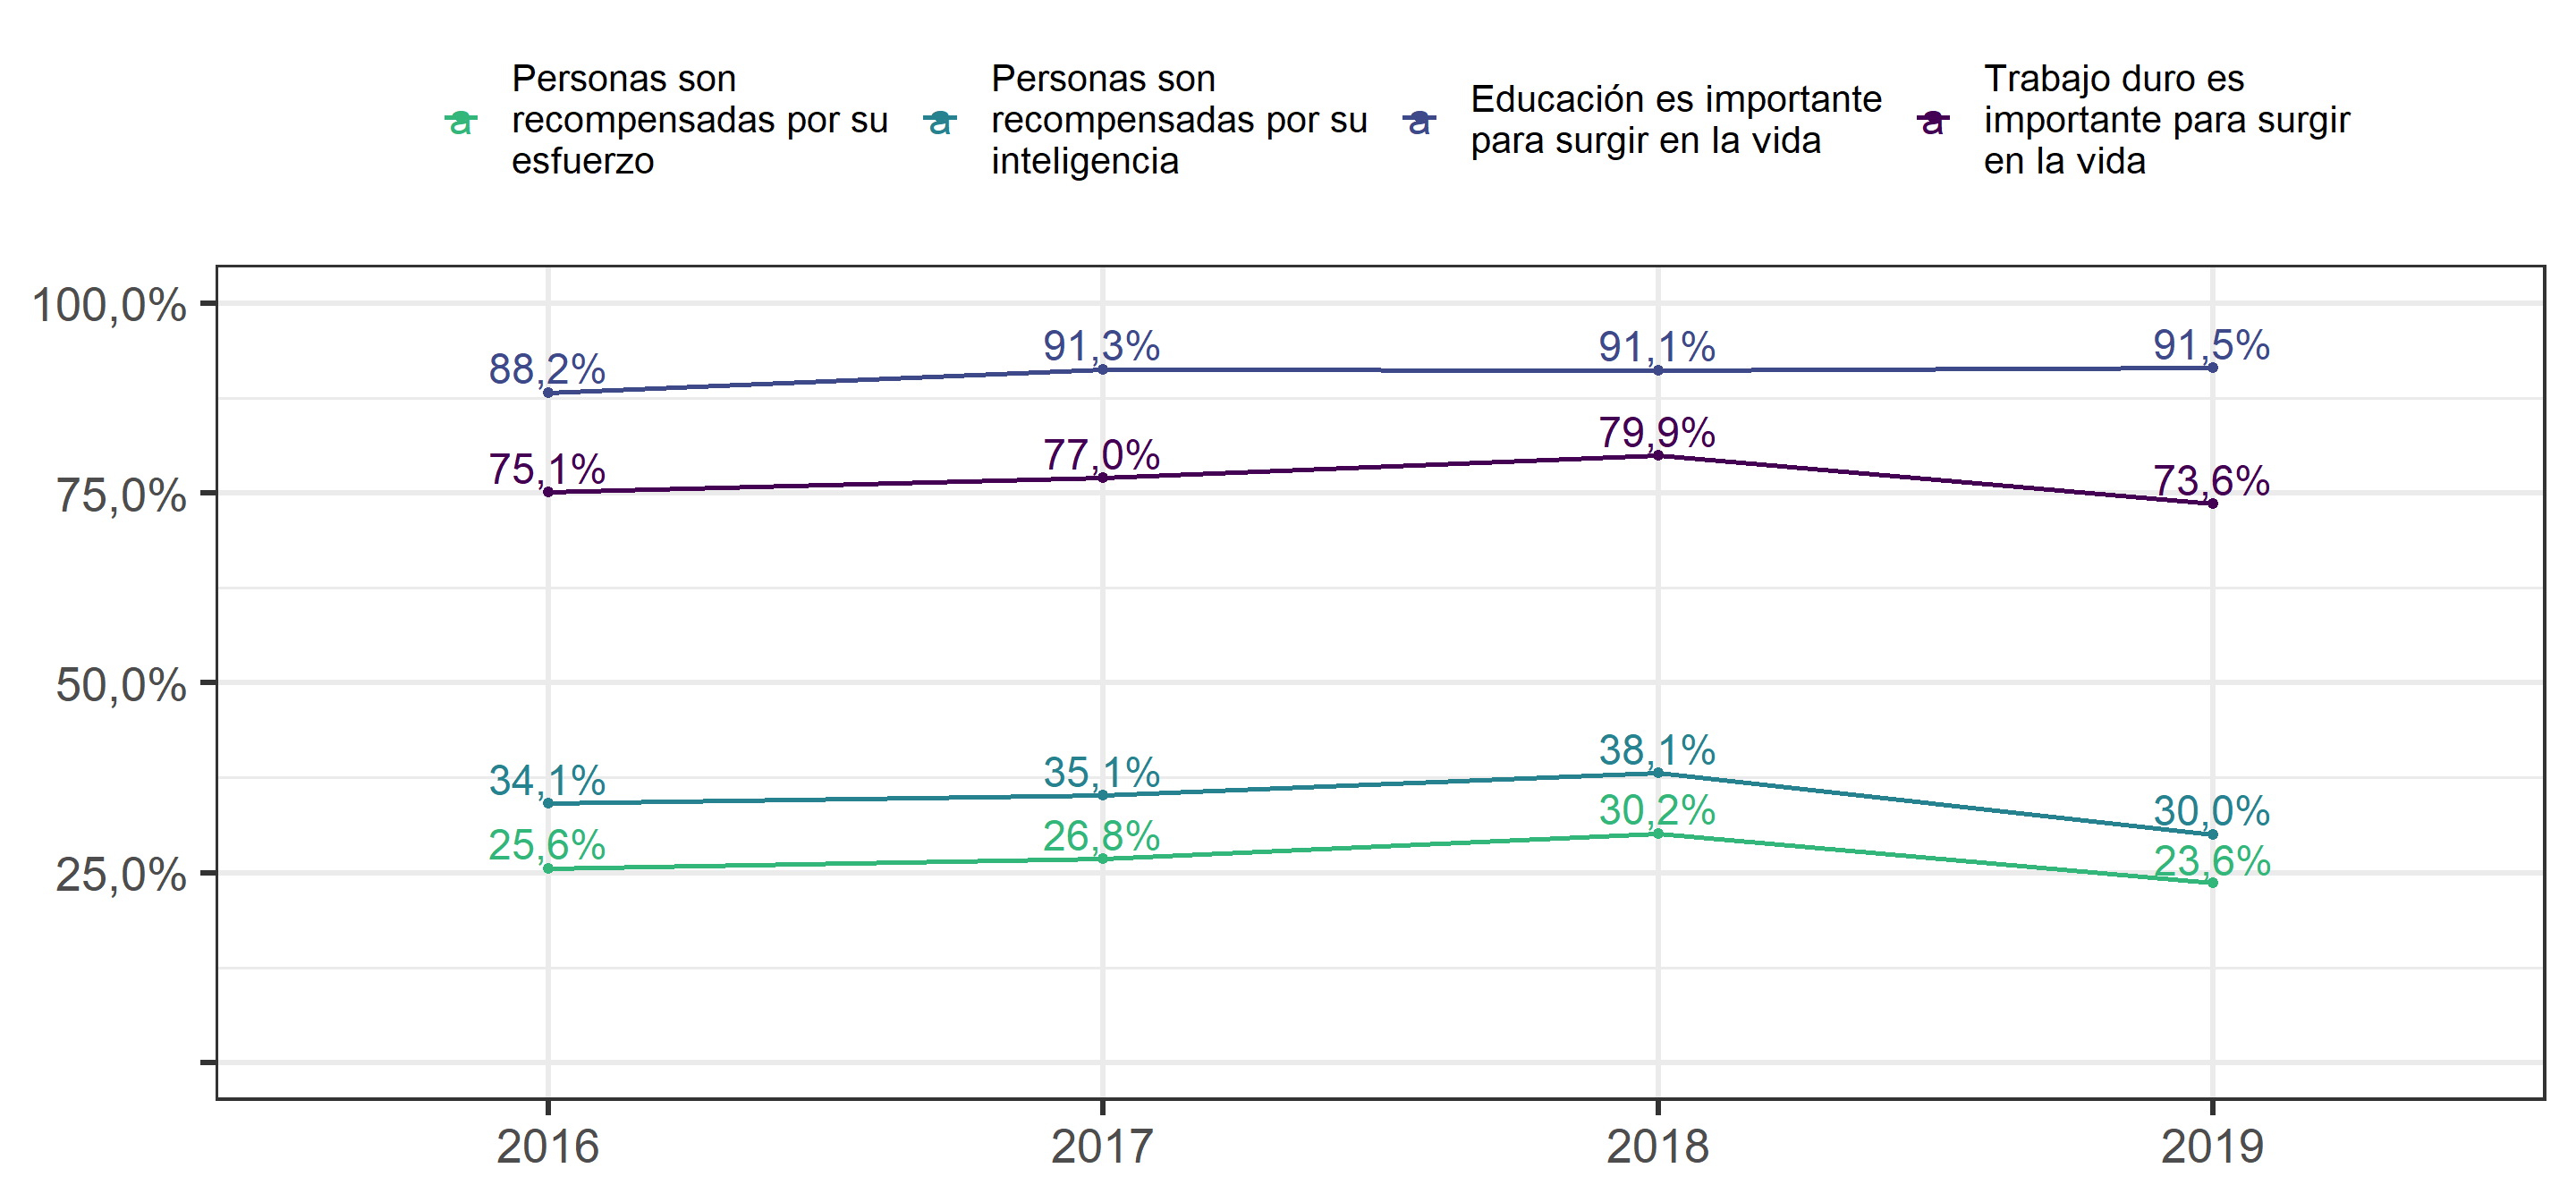 Personas son
recompensadas por su
esfuerzo
Personas son
recompensadas por su
inteligencia
Educación es importante
para surgir en la vida
Trabajo duro es
importante para surgir
en la vida
a
a
a
a
100,0%
75,0%
50,0%
25,0%
88,2%
91,3%
91,1%
91,5%
75,1%
77,0%
79,9%
73,6%
34,1%
35,1%
38,1%
30,0%
25,6%
26,8%
30,2%
23,6%
2016
2017
2018
2019